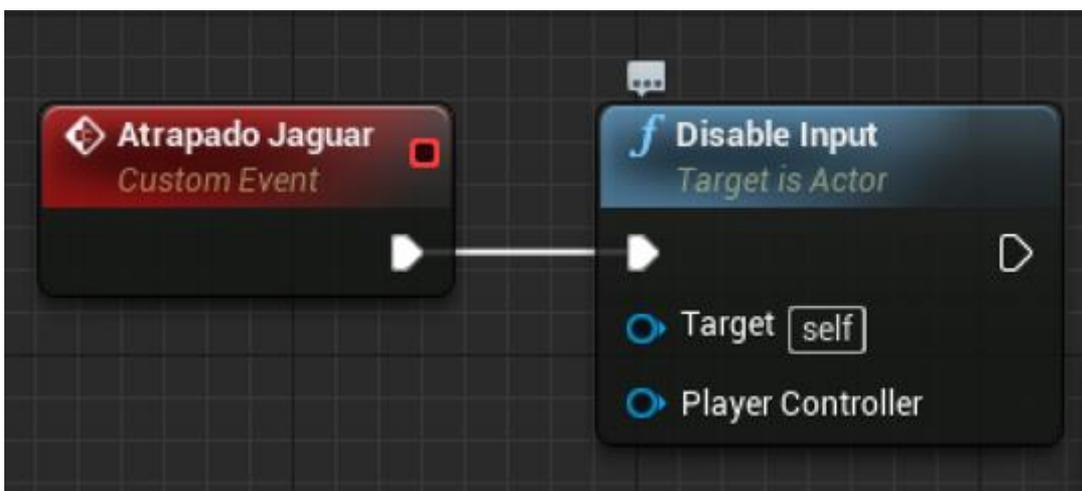 Atrapado Jaguar
Custom Event
Disable Input
Target is Actor
Target self
Player Controller